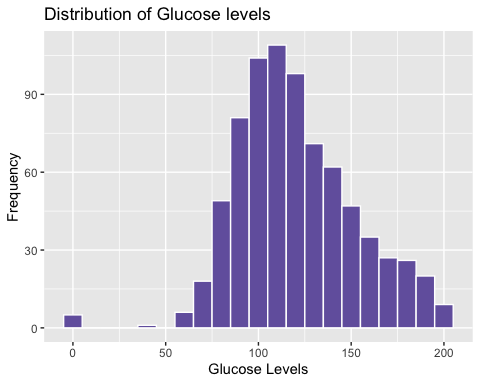 Distribution of Glucose levels
Frequency
90
60
30
0
0 50 100 150 200
Glucose Levels